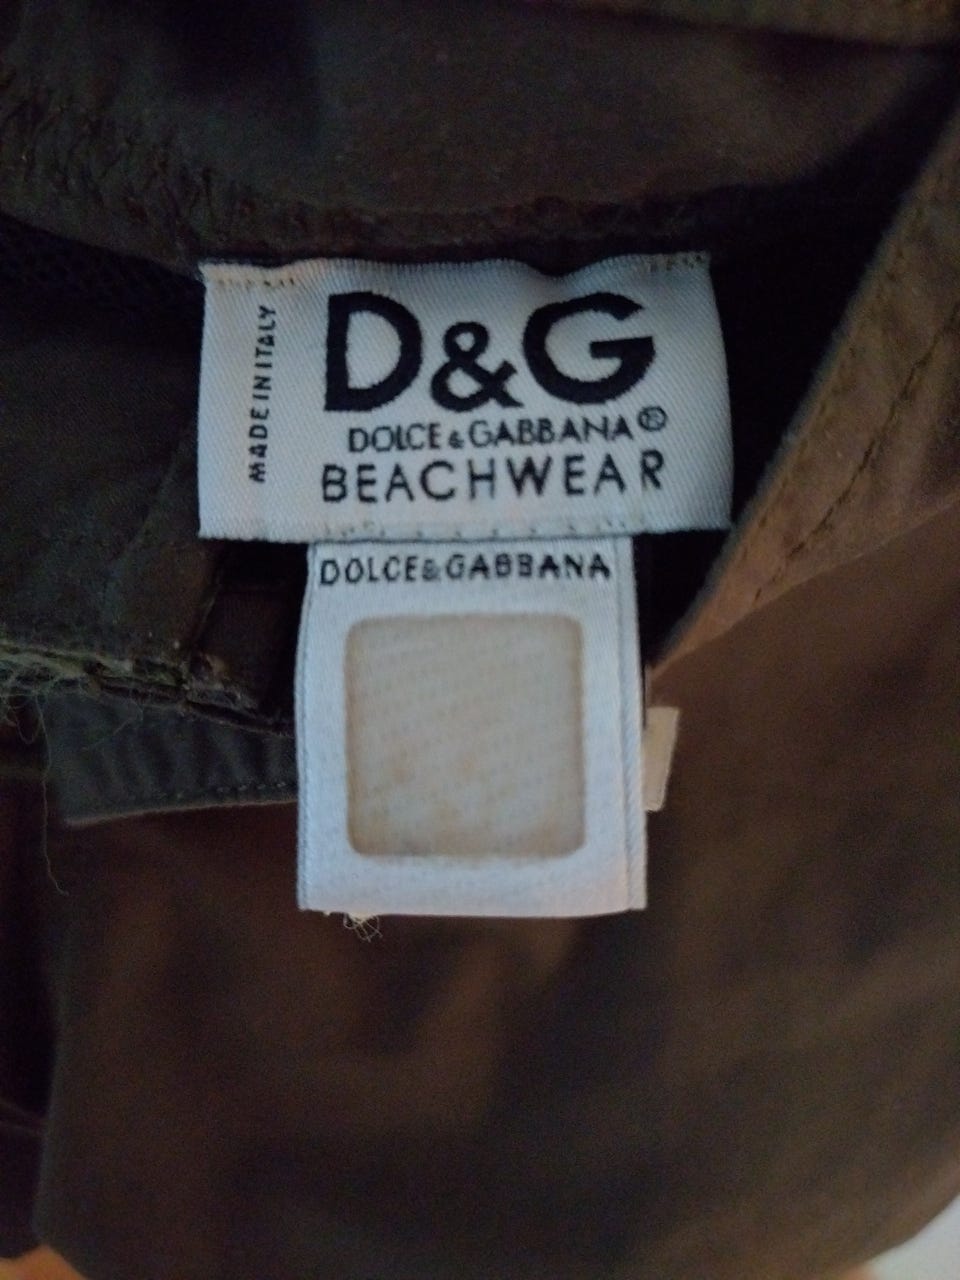 MADE IN ITALY
D&G
DOLCE & GABBANA®
BEACHWEAR
DOLCE&GABBANA